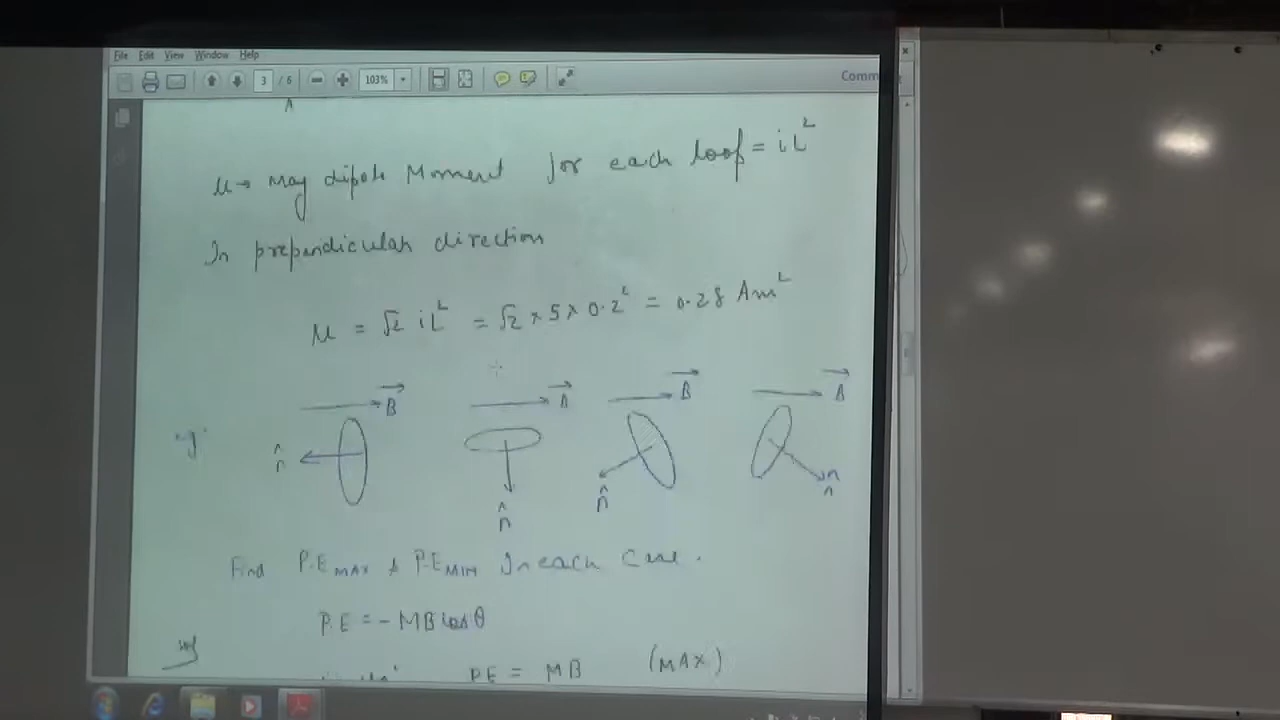 File Edit View Window Help
3 / 6 103% Comm
μ → Mag dipole Moment for each loop = iL²
In prependicular direction
μ = √2 iL² = √2 × 5 × 0.2² = 0.28 Am²
B B B B
n̂ n̂ n̂ n̂
Find P.E MAX & P.E MIN In each Case.
P.E = - MB Cos θ
PE = MB (MAX)